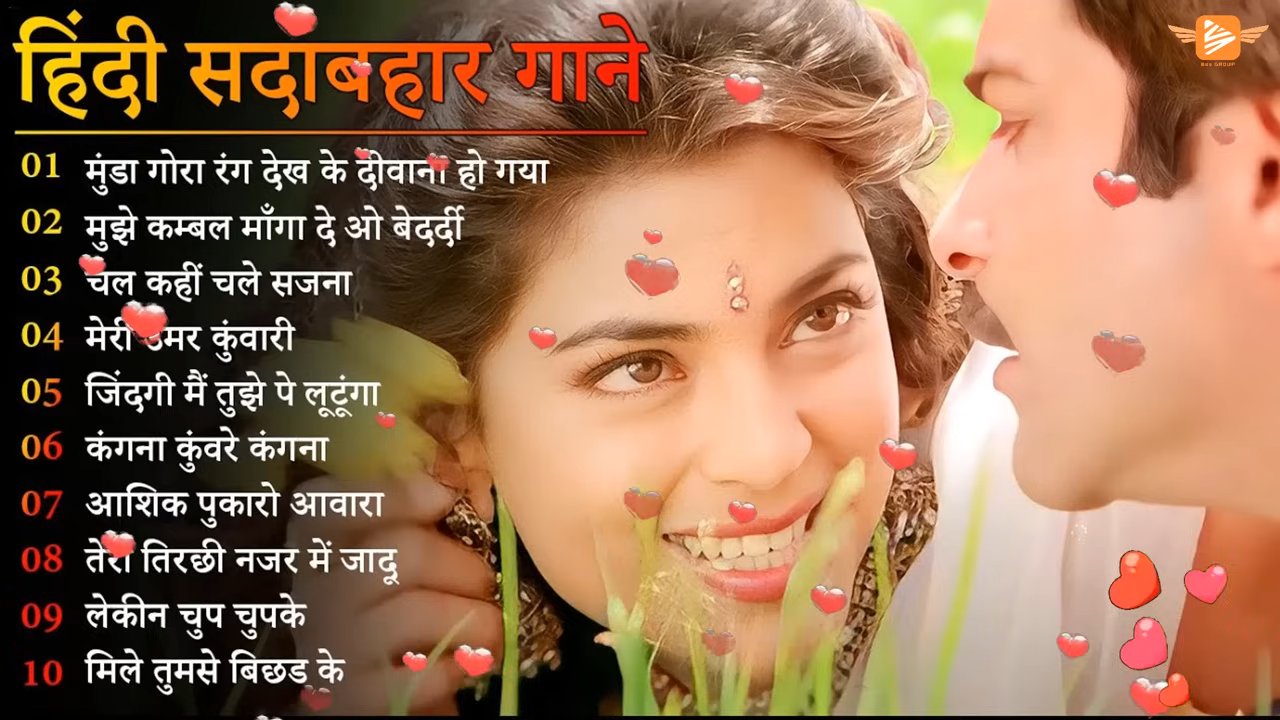 हिंदी सदाबहार गाने
01 मुंडा गोरा रंग देख के दीवाना हो गया
02 मुझे कम्बल माँगा दे ओ बेदर्दी
03 चल कहीं चले सजना
04 मेरी उमर कुंवारी
05 जिंदगी मैं तुझे पे लूटूंगा
06 कंगना कुंवरे कंगना
07 आशिक पुकारो आवारा
08 तेरी तिरछी नजर में जादू
09 लेकीन चुप चुपके
10 मिले तुमसे बिछड के